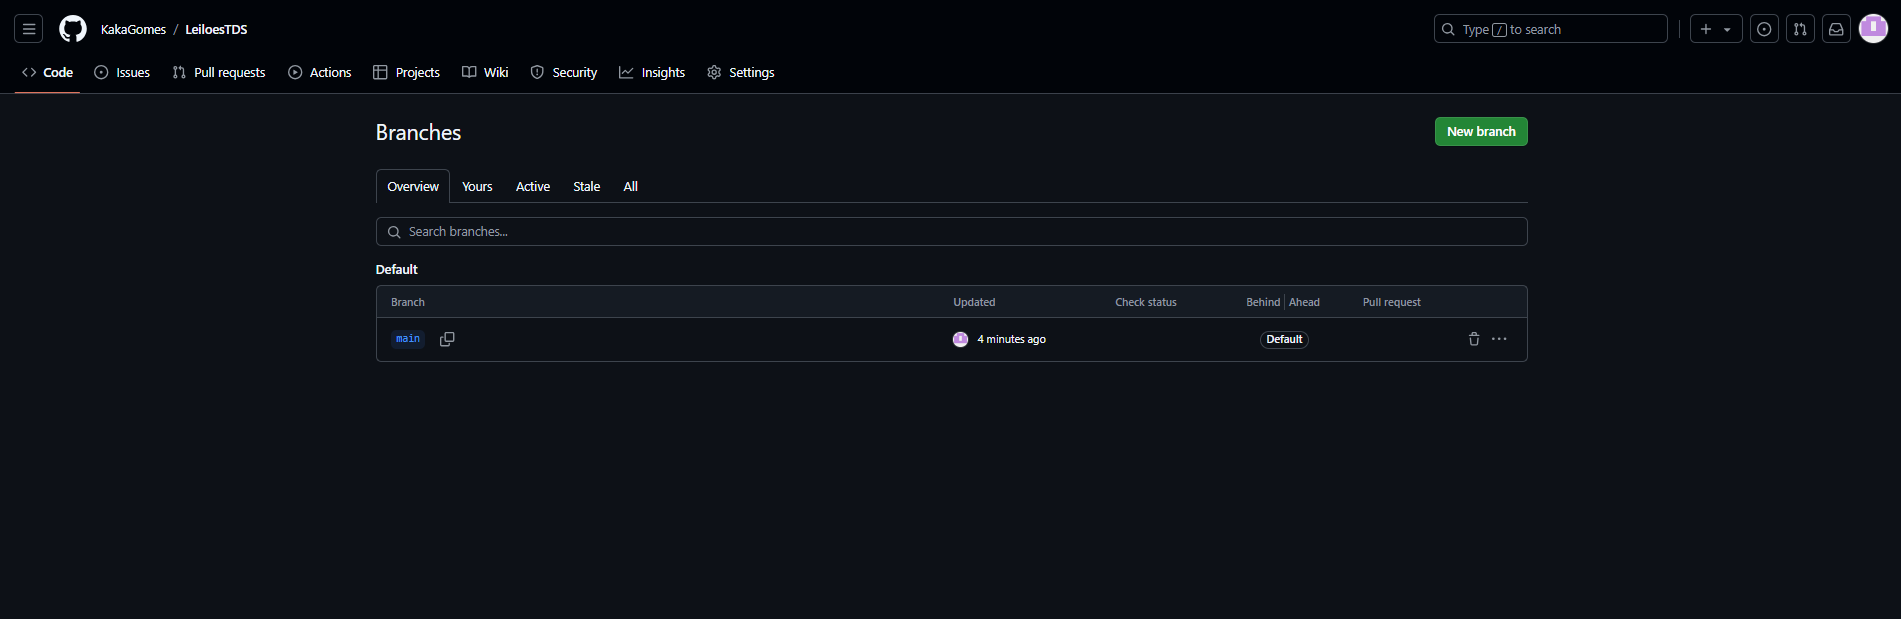 KakaGomes / LeiloesTDS
Type / to search
Code Issues Pull requests Actions Projects Wiki Security Insights Settings
Branches
New branch
Overview Yours Active Stale All
Search branches...
Default
Branch Updated Check status Behind Ahead Pull request
main 4 minutes ago Default